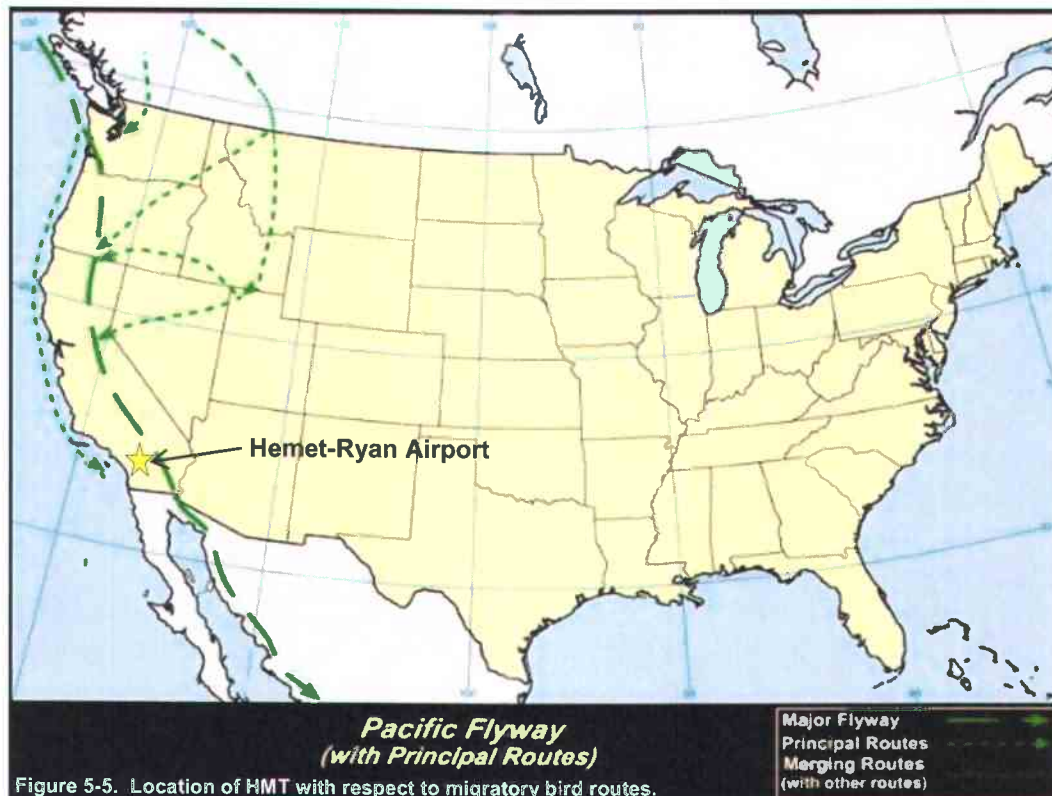 Hemet-Ryan Airport
Pacific Flyway
(with Principal Routes)
Major Flyway
Principal Routes
Merging Routes
(with other routes)
Figure 5-5. Location of HMT with respect to migratory bird routes.